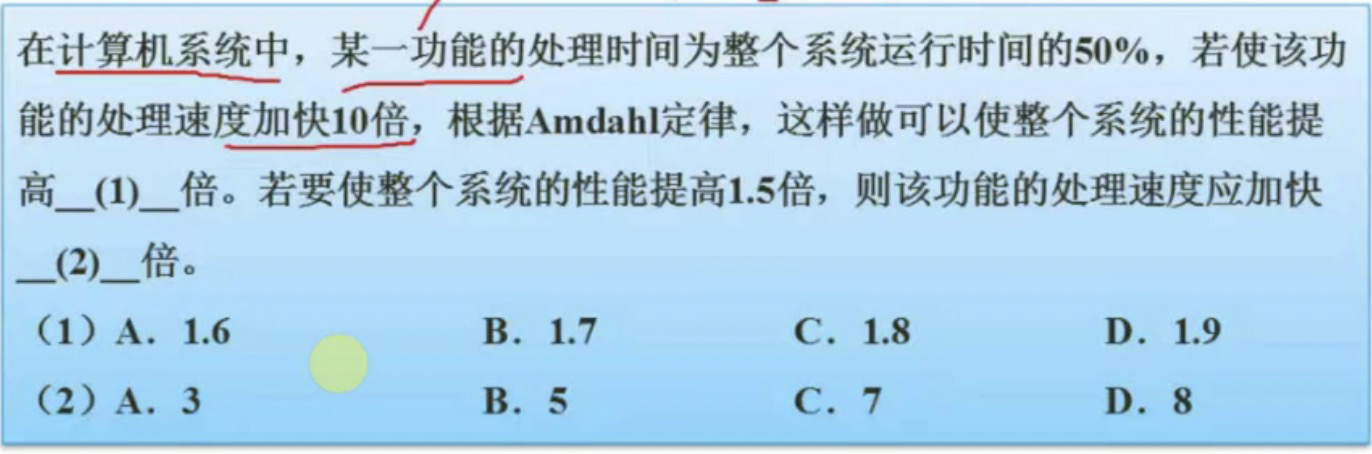 在计算机系统中，某一功能的处理时间为整个系统运行时间的50%，若使该功
能的处理速度加快10倍，根据Amdahl定律，这样做可以使整个系统的性能提
高__(1)__倍。若要使整个系统的性能提高1.5倍，则该功能的处理速度应加快
__(2)__倍。
（1）A．1.6 B．1.7 C．1.8 D．1.9
（2）A．3 B．5 C．7 D．8